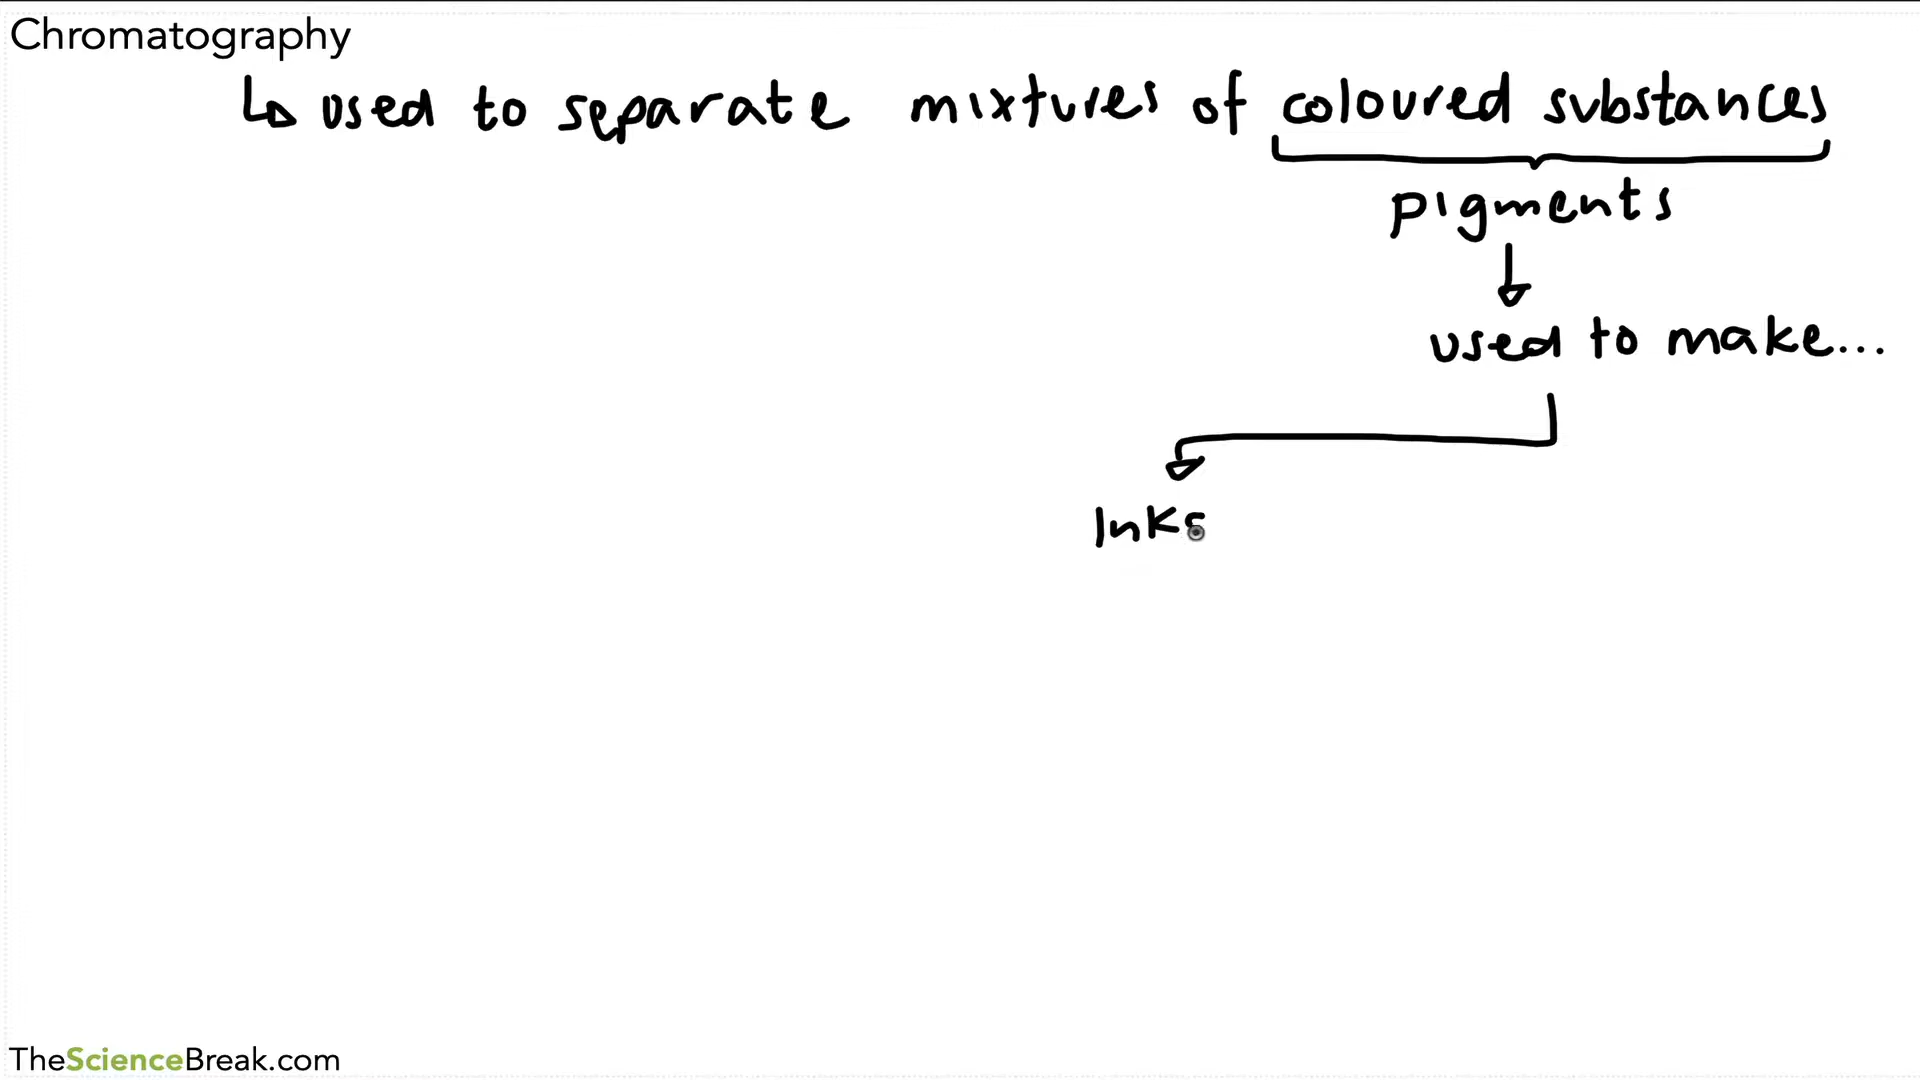 Chromatography
used to separate mixtures of coloured substances
pigments
used to make...
Inks
TheScienceBreak.com